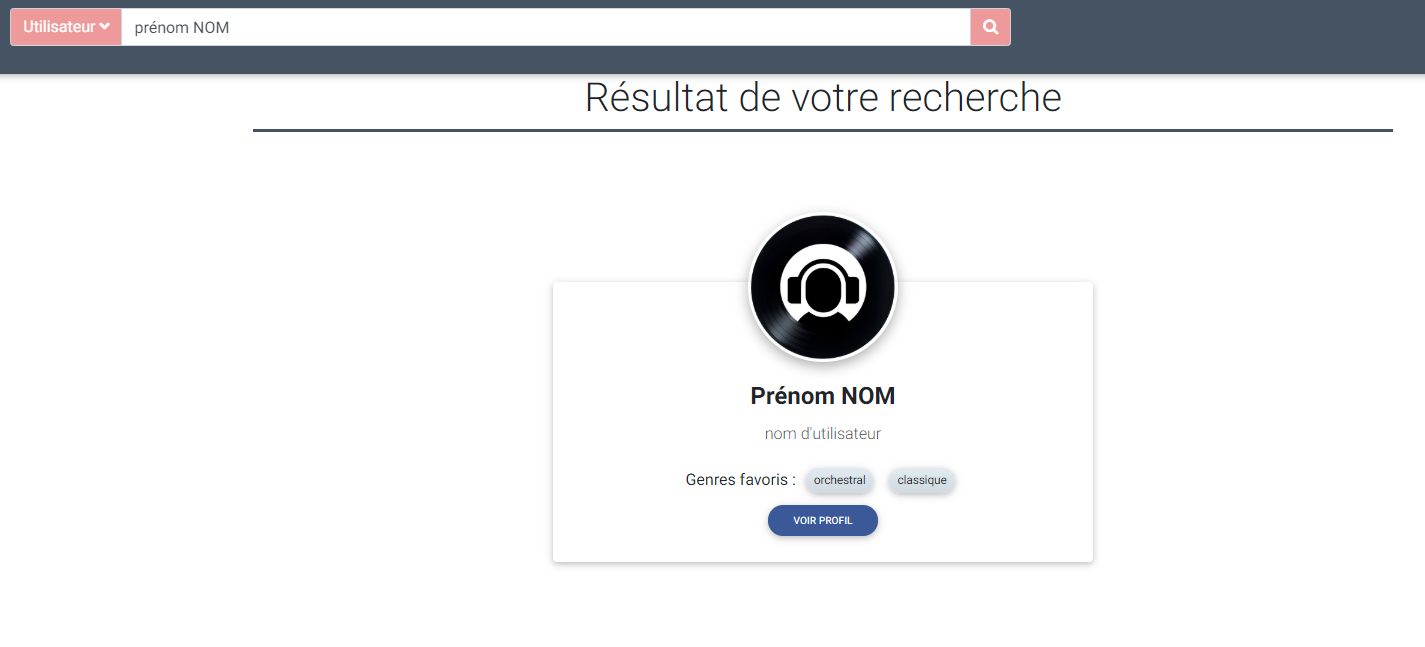 Utilisateur prénom NOM
Résultat de votre recherche
Prénom NOM
nom d'utilisateur
Genres favoris : orchestral classique
VOIR PROFIL